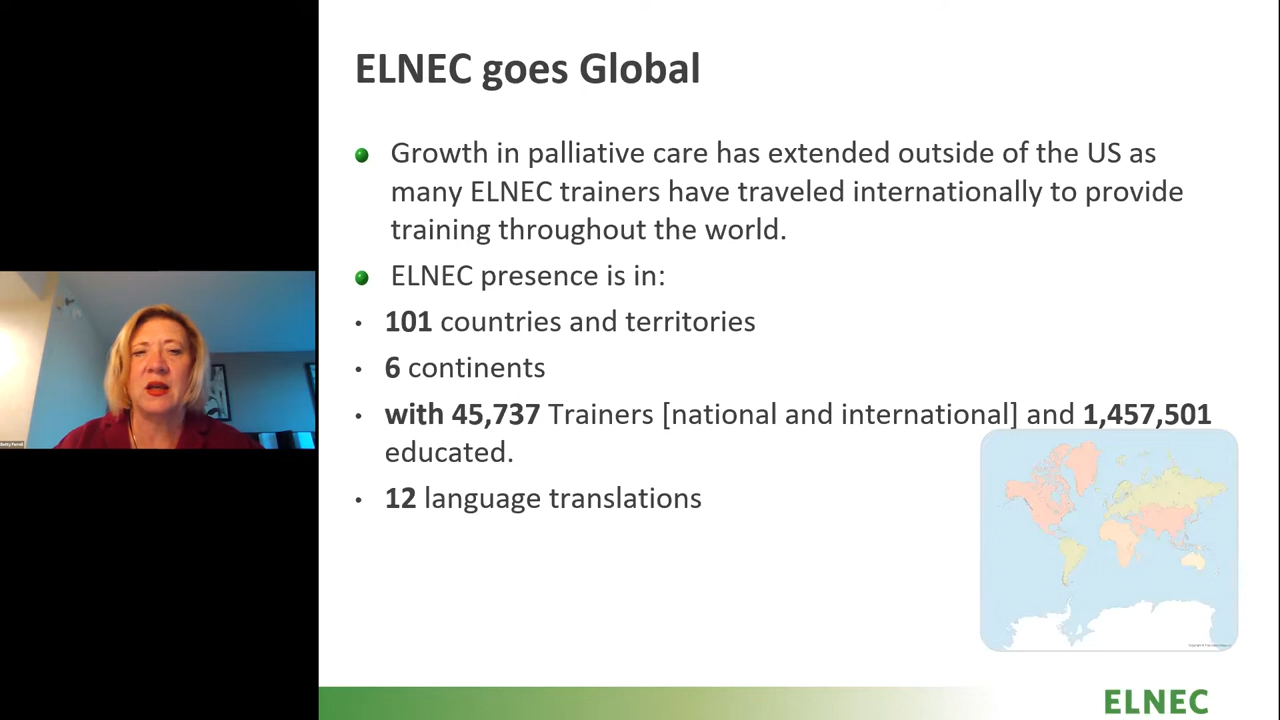 ELNEC goes Global
Growth in palliative care has extended outside of the US as
many ELNEC trainers have traveled internationally to provide
training throughout the world.
ELNEC presence is in:
101 countries and territories
6 continents
with 45,737 Trainers [national and international] and 1,457,501
educated.
12 language translations
Betty Ferrell
ELNEC